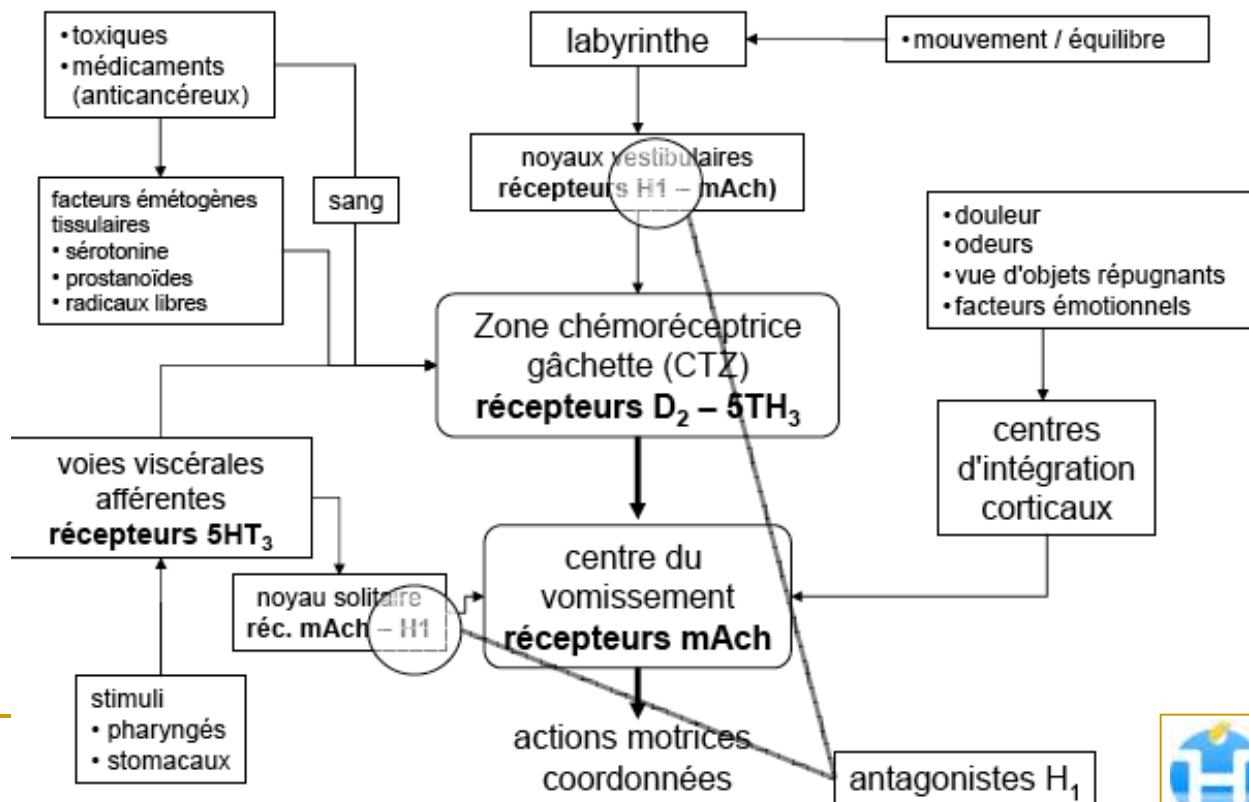 • toxiques
• médicaments
(anticancéreux)
labyrinthe
• mouvement / équilibre
noyaux vestibulaires
récepteurs H1 – mAch)
facteurs émétogènes
tissulaires
• sérotonine
• prostanoïdes
• radicaux libres
sang
• douleur
• odeurs
• vue d'objets répugnants
• facteurs émotionnels
Zone chémoréceptrice
gâchette (CTZ)
récepteurs D₂ – 5TH₃
centres
d'intégration
corticaux
voies viscérales
afférentes
récepteurs 5HT₃
centre du
vomissement
récepteurs mAch
noyau solitaire
réc. mAch – H1
stimuli
• pharyngés
• stomacaux
actions motrices
coordonnées
antagonistes H₁